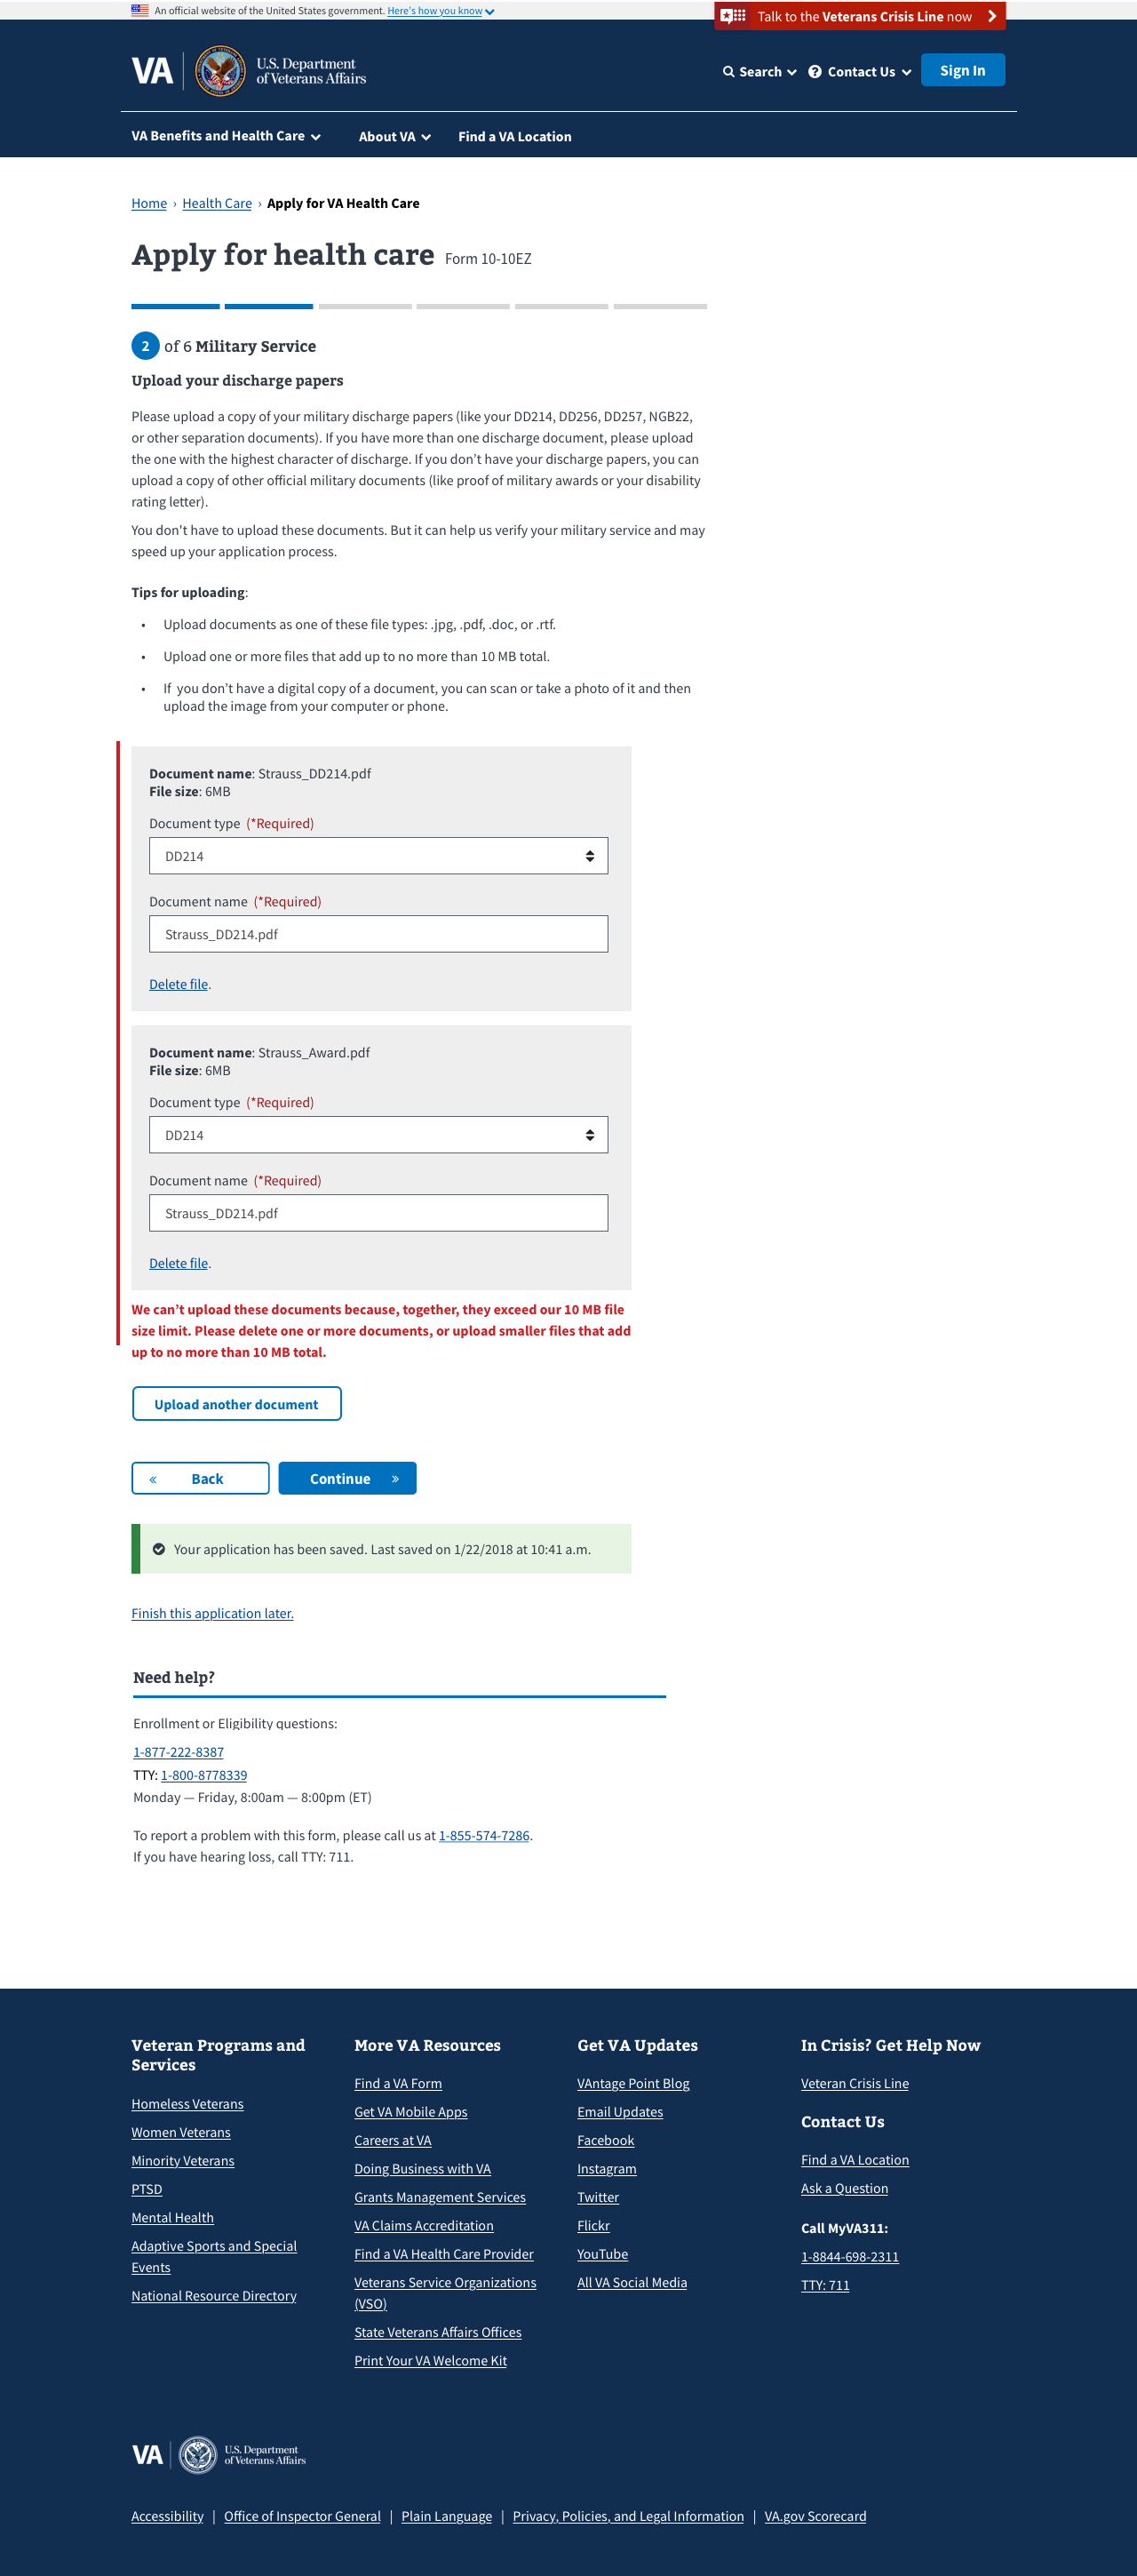 An official website of the United States government. Here's how you know
Talk to the Veterans Crisis Line now
VA
U.S. Department
of Veterans Affairs
Search
Contact Us
Sign In
VA Benefits and Health Care
About VA
Find a VA Location
Home › Health Care › Apply for VA Health Care
Apply for health care Form 10-10EZ
2 of 6 Military Service
Upload your discharge papers
Please upload a copy of your military discharge papers (like your DD214, DD256, DD257, NGB22,
or other separation documents). If you have more than one discharge document, please upload
the one with the highest character of discharge. If you don’t have your discharge papers, you can
upload a copy of other official military documents (like proof of military awards or your disability
rating letter).
You don't have to upload these documents. But it can help us verify your military service and may
speed up your application process.
Tips for uploading:
• Upload documents as one of these file types: .jpg, .pdf, .doc, or .rtf.
• Upload one or more files that add up to no more than 10 MB total.
• If you don’t have a digital copy of a document, you can scan or take a photo of it and then
upload the image from your computer or phone.
Document name: Strauss_DD214.pdf
File size: 6MB
Document type (*Required)
DD214
Document name (*Required)
Strauss_DD214.pdf
Delete file.
Document name: Strauss_Award.pdf
File size: 6MB
Document type (*Required)
DD214
Document name (*Required)
Strauss_DD214.pdf
Delete file.
We can’t upload these documents because, together, they exceed our 10 MB file
size limit. Please delete one or more documents, or upload smaller files that add
up to no more than 10 MB total.
Upload another document
« Back
Continue »
Your application has been saved. Last saved on 1/22/2018 at 10:41 a.m.
Finish this application later.
Need help?
Enrollment or Eligibility questions:
1-877-222-8387
TTY: 1-800-8778339
Monday — Friday, 8:00am — 8:00pm (ET)
To report a problem with this form, please call us at 1-855-574-7286.
If you have hearing loss, call TTY: 711.
Veteran Programs and
Services
Homeless Veterans
Women Veterans
Minority Veterans
PTSD
Mental Health
Adaptive Sports and Special
Events
National Resource Directory
More VA Resources
Find a VA Form
Get VA Mobile Apps
Careers at VA
Doing Business with VA
Grants Management Services
VA Claims Accreditation
Find a VA Health Care Provider
Veterans Service Organizations
(VSO)
State Veterans Affairs Offices
Print Your VA Welcome Kit
Get VA Updates
VAntage Point Blog
Email Updates
Facebook
Instagram
Twitter
Flickr
YouTube
All VA Social Media
In Crisis? Get Help Now
Veteran Crisis Line
Contact Us
Find a VA Location
Ask a Question
Call MyVA311:
1-8844-698-2311
TTY: 711
VA
U.S. Department
of Veterans Affairs
Accessibility | Office of Inspector General | Plain Language | Privacy, Policies, and Legal Information | VA.gov Scorecard